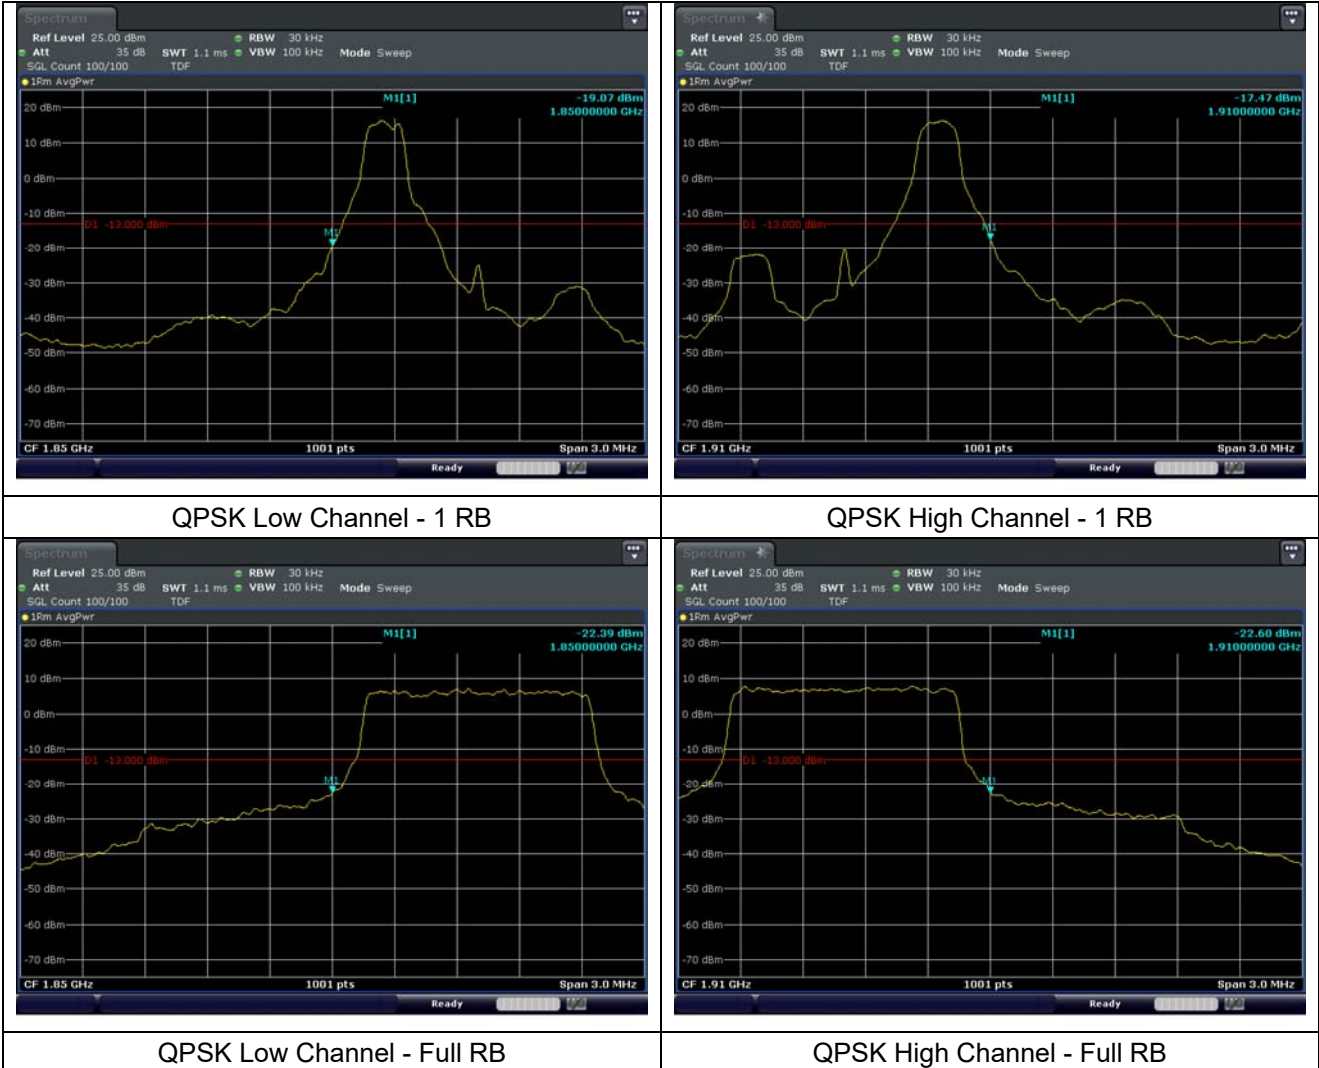 Spectrum
Ref Level 25.00 dBm RBW 30 kHz
Att 35 dB SWT 1.1 ms VBW 100 kHz Mode Sweep
SGL Count 100/100 TDF
1Rm AvgPwr
M1[1] -19.07 dBm
1.85000000 GHz
20 dBm
10 dBm
0 dBm
-10 dBm
D1 -13.000 dBm
M1
-20 dBm
-30 dBm
-40 dBm
-50 dBm
-60 dBm
-70 dBm
CF 1.85 GHz 1001 pts Span 3.0 MHz
Ready
QPSK Low Channel - 1 RB
Spectrum
Ref Level 25.00 dBm RBW 30 kHz
Att 35 dB SWT 1.1 ms VBW 100 kHz Mode Sweep
SGL Count 100/100 TDF
1Rm AvgPwr
M1[1] -17.47 dBm
1.91000000 GHz
20 dBm
10 dBm
0 dBm
-10 dBm
D1 -13.000 dBm
M1
-20 dBm
-30 dBm
-40 dBm
-50 dBm
-60 dBm
-70 dBm
CF 1.91 GHz 1001 pts Span 3.0 MHz
Ready
QPSK High Channel - 1 RB
Spectrum
Ref Level 25.00 dBm RBW 30 kHz
Att 35 dB SWT 1.1 ms VBW 100 kHz Mode Sweep
SGL Count 100/100 TDF
1Rm AvgPwr
M1[1] -22.39 dBm
1.85000000 GHz
20 dBm
10 dBm
0 dBm
-10 dBm
D1 -13.000 dBm
M1
-20 dBm
-30 dBm
-40 dBm
-50 dBm
-60 dBm
-70 dBm
CF 1.85 GHz 1001 pts Span 3.0 MHz
Ready
QPSK Low Channel - Full RB
Spectrum
Ref Level 25.00 dBm RBW 30 kHz
Att 35 dB SWT 1.1 ms VBW 100 kHz Mode Sweep
SGL Count 100/100 TDF
1Rm AvgPwr
M1[1] -22.60 dBm
1.91000000 GHz
20 dBm
10 dBm
0 dBm
-10 dBm
D1 -13.000 dBm
M1
-20 dBm
-30 dBm
-40 dBm
-50 dBm
-60 dBm
-70 dBm
CF 1.91 GHz 1001 pts Span 3.0 MHz
Ready
QPSK High Channel - Full RB